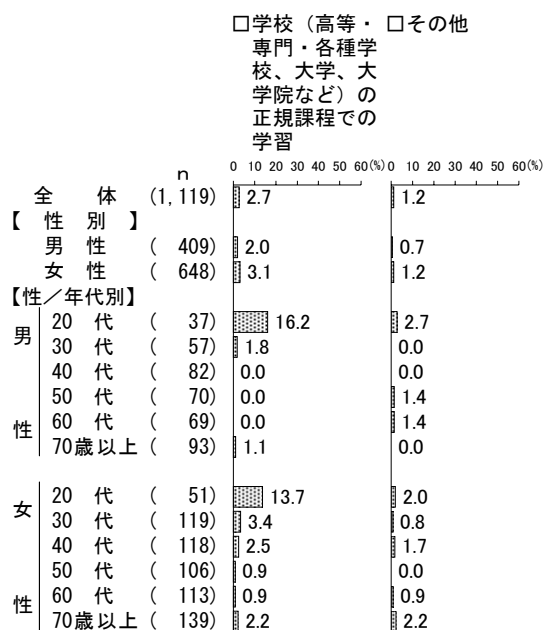 □学校（高等・
専門・各種学
校、大学、大
学院など）の
正規課程での
学習
□その他
n
0 10 20 30 40 50 60(%) 0 10 20 30 40 50 60(%)
全　体 (1,119) 2.7 1.2
【 性 別 】
男 性 ( 409) 2.0 0.7
女 性 ( 648) 3.1 1.2
【性／年代別】
男性
20 代 ( 37) 16.2 2.7
30 代 ( 57) 1.8 0.0
40 代 ( 82) 0.0 0.0
50 代 ( 70) 0.0 1.4
60 代 ( 69) 0.0 1.4
70歳以上 ( 93) 1.1 0.0
女性
20 代 ( 51) 13.7 2.0
30 代 ( 119) 3.4 0.8
40 代 ( 118) 2.5 1.7
50 代 ( 106) 0.9 0.0
60 代 ( 113) 0.9 0.9
70歳以上 ( 139) 2.2 2.2